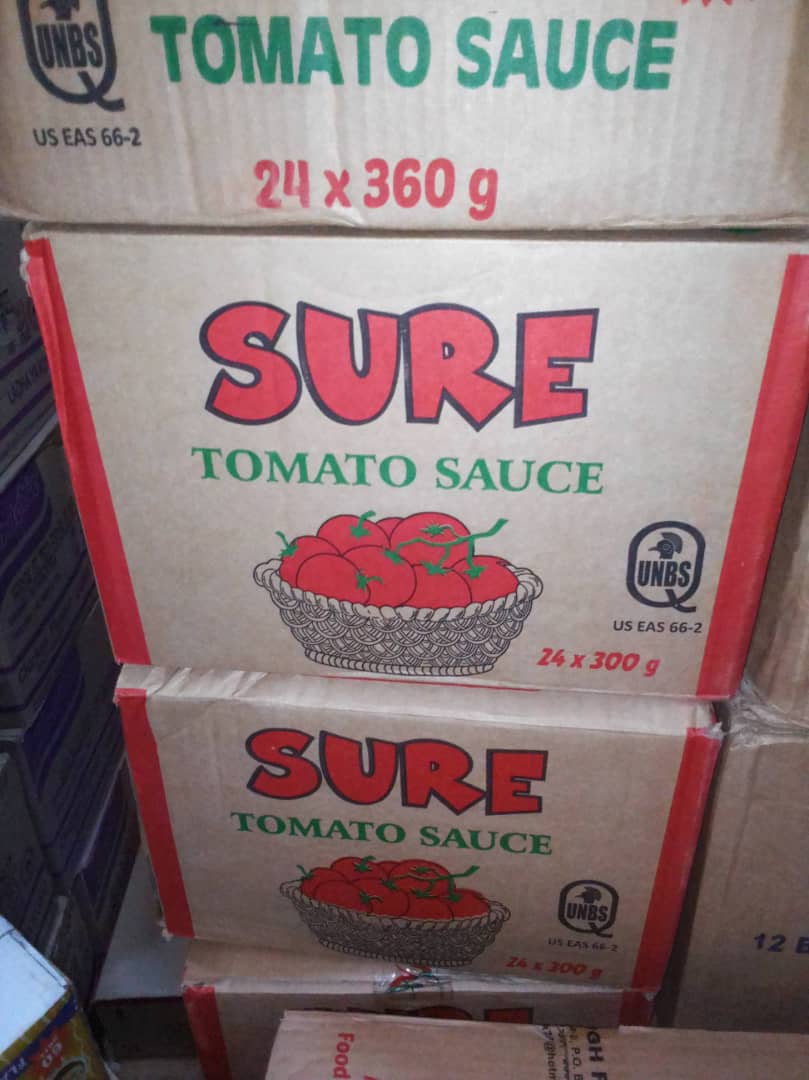 UNBS
TOMATO SAUCE
US EAS 66-2
24 x 360 g
SURE
TOMATO SAUCE
UNBS
US EAS 66-2
24 x 300 g
SURE
TOMATO SAUCE
UNBS
US EAS 66-2
24 x 300 g
12
Food
P.O.